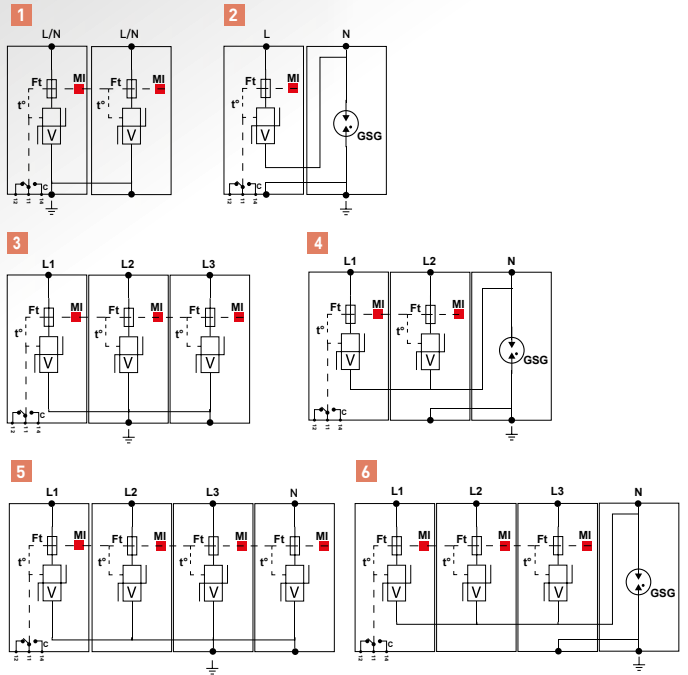 1
2
L/N L/N
L N
Ft MI Ft MI
Ft MI
t° t°
t°
V V
V
GSG
C
12 11 14
C
12 11 14
3
4
L1 L2 L3
L1 L2 N
Ft MI Ft MI Ft MI
Ft MI Ft MI
t° t° t°
t° t°
V V V
V V
GSG
C
12 11 14
C
12 11 14
5
6
L1 L2 L3 N
L1 L2 L3 N
Ft MI Ft MI Ft MI Ft MI
Ft MI Ft MI Ft MI
t° t° t° t°
t° t° t°
V V V V
V V V
GSG
C
12 11 14
C
12 11 14